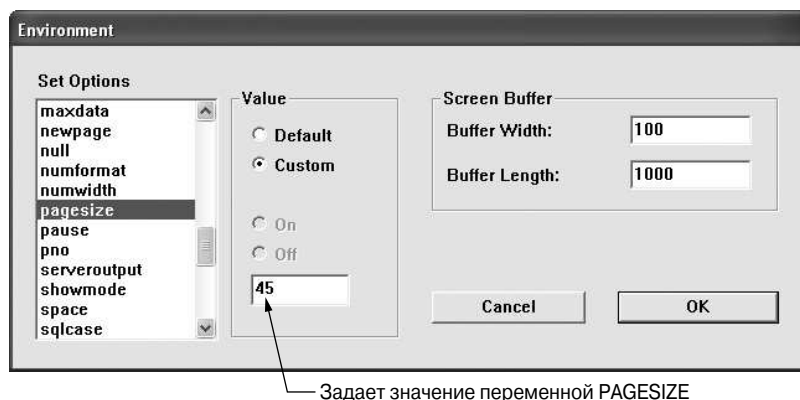 Environment
Set Options
maxdata
newpage
null
numformat
numwidth
pagesize
pause
pno
serveroutput
showmode
space
sqlcase
Value
Default
Custom
On
Off
45
Screen Buffer
Buffer Width: 100
Buffer Length: 1000
Cancel OK
Задает значение переменной PAGESIZE